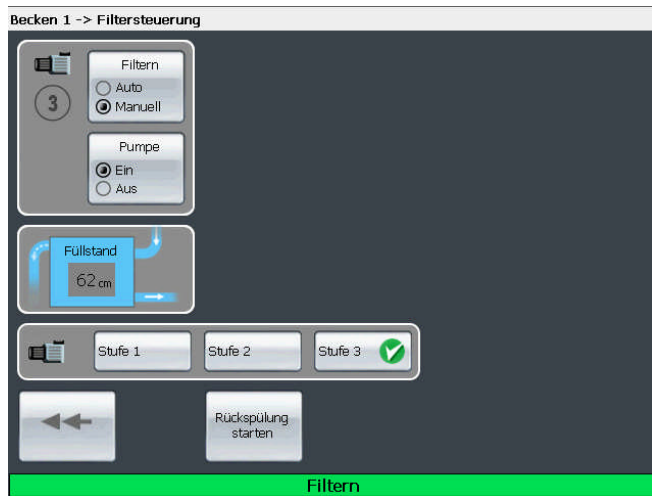 Becken 1 -> Filtersteuerung
Filtern
Auto
3
Manuell
Pumpe
Ein
Aus
Füllstand
62 cm
Stufe 1
Stufe 2
Stufe 3
Rückspülung
starten
Filtern